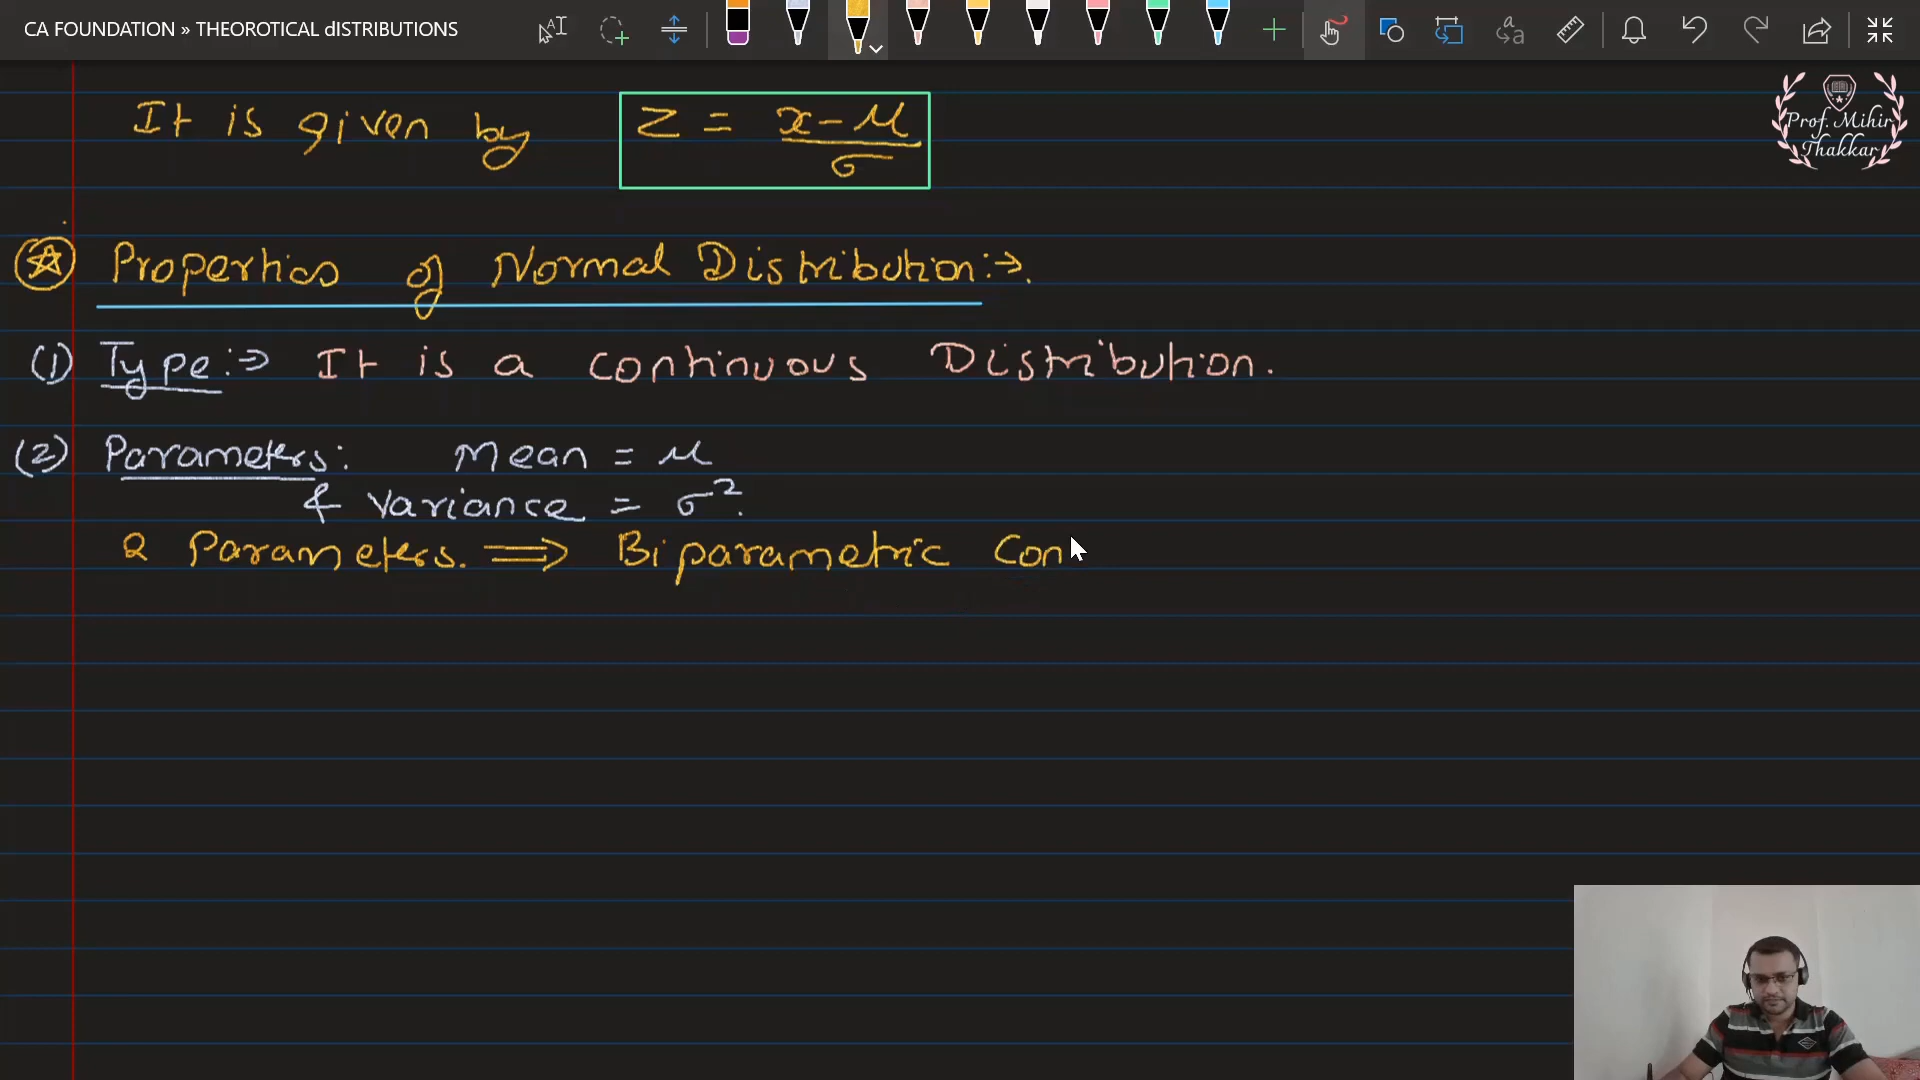 CA FOUNDATION » THEOROTICAL dISTRIBUTIONS
Prof. Mihir
Thakkar
It is given by z = x-μ / σ
Properties of Normal Distribution :→.
(1) Type :⇒ It is a continuous Distribution.
(2) Parameters: Mean = μ
& Variance = σ².
2 Parameters. ⟹ Biparametric Con